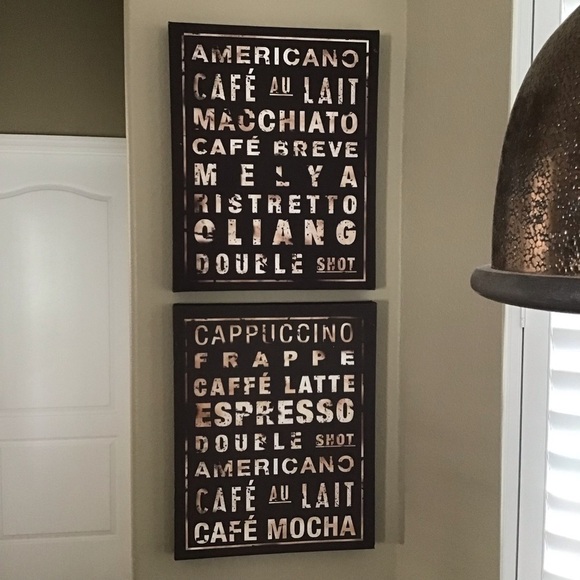 AMERICANO
CAFÉ AU LAIT
MACCHIATO
CAFÉ BREVE
MELYA
RISTRETTO
OLIANG
DOUBLE SHOT
CAPPUCCINO
FRAPPE
CAFFÉ LATTE
ESPRESSO
DOUBLE SHOT
AMERICANO
CAFÉ AU LAIT
CAFÉ MOCHA